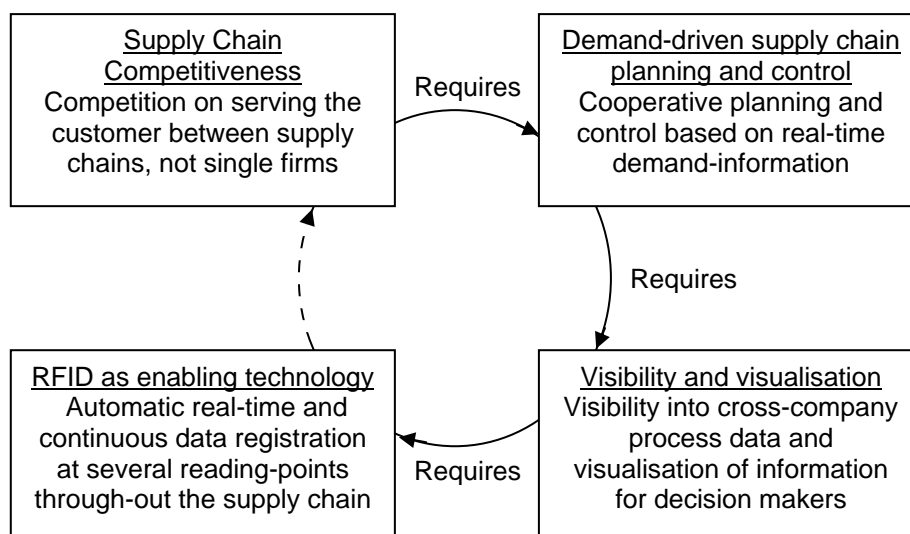 Supply Chain
Competitiveness
Competition on serving the
customer between supply
chains, not single firms
Requires
Demand-driven supply chain
planning and control
Cooperative planning and
control based on real-time
demand-information
Requires
Visibility and visualisation
Visibility into cross-company
process data and
visualisation of information
for decision makers
Requires
RFID as enabling technology
Automatic real-time and
continuous data registration
at several reading-points
through-out the supply chain